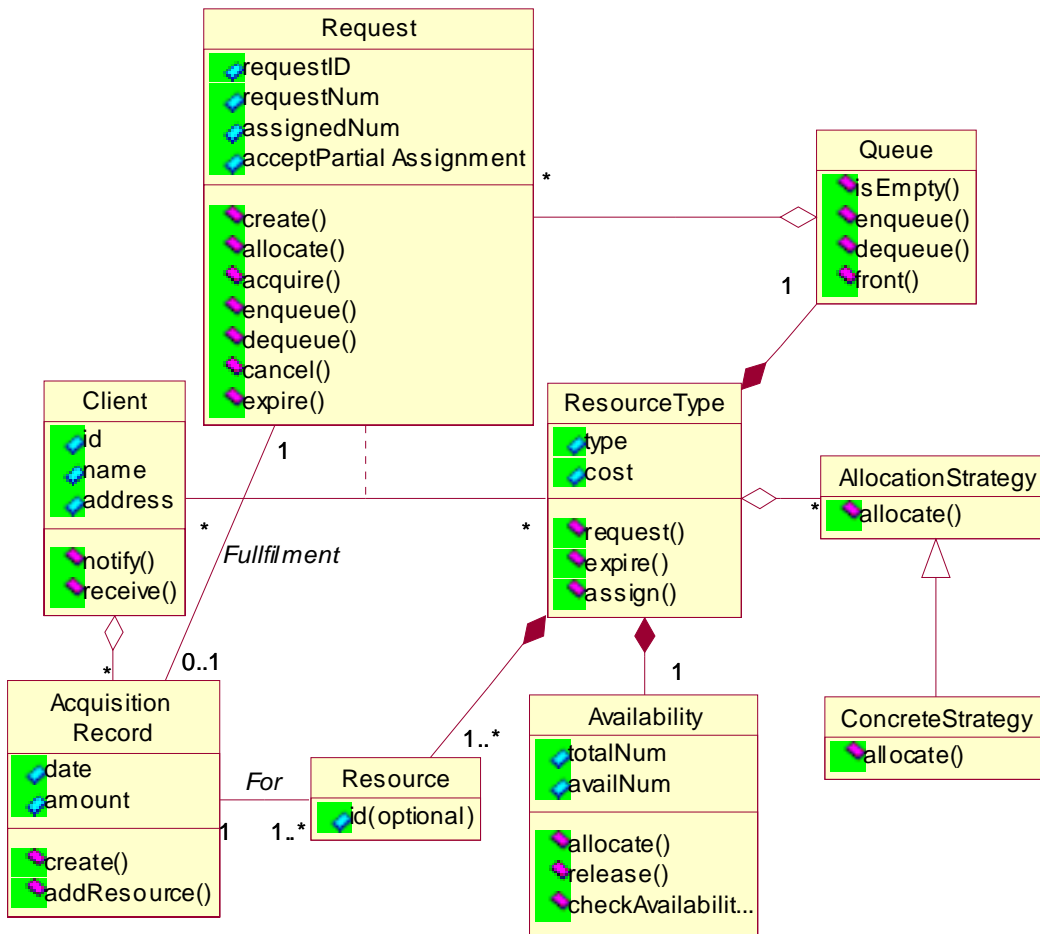 Request
requestID
requestNum
assignedNum
acceptPartial Assignment
create()
allocate()
acquire()
enqueue()
dequeue()
cancel()
expire()
*
Queue
isEmpty()
enqueue()
dequeue()
front()
1
Client
id
name
address
notify()
receive()
*
1
Fullfilment
0..1
*
*
ResourceType
type
cost
request()
expire()
assign()
*
AllocationStrategy
allocate()
ConcreteStrategy
allocate()
Acquisition
Record
date
amount
create()
addResource()
For
1
1..*
Resource
id(optional)
1..*
1
Availability
totalNum
availNum
allocate()
release()
checkAvailabilit...